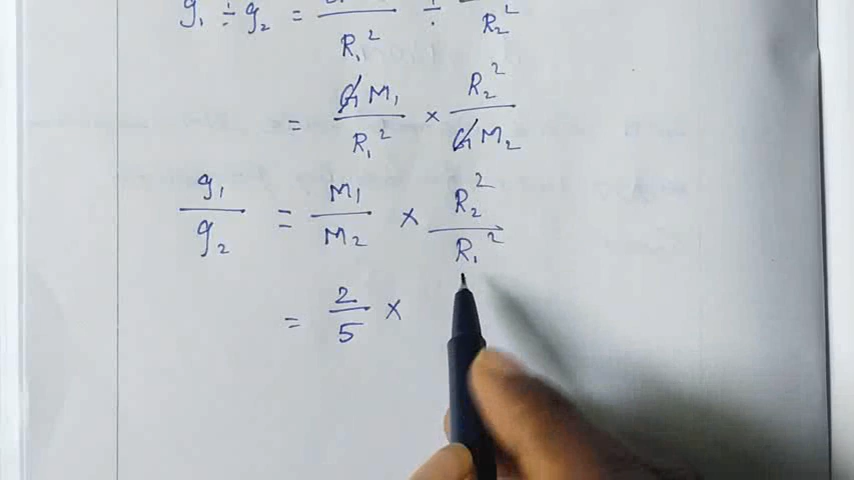 g₁ ÷ g₂ = /R₁² ÷ /R₂²
= GM₁/R₁² × R₂²/GM₂
g₁/g₂ = M₁/M₂ × R₂²/R₁²
= 2/5 ×